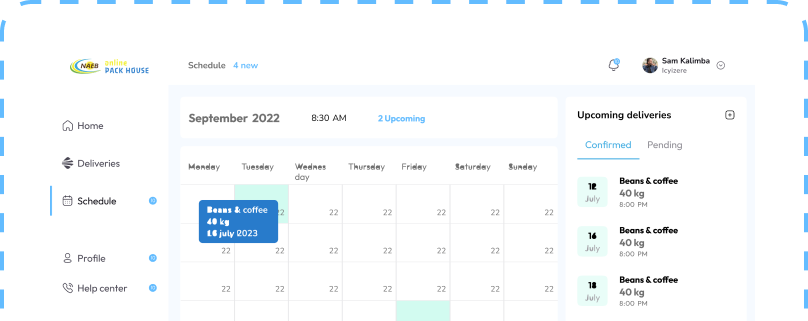 NAEB
online
PACK HOUSE
Schedule 4 new
Sam Kalimba
Icyizere
Home
Deliveries
Schedule
Profile
Help center
September 2022 8:30 AM 2 Upcoming
Monday Tuesday Wednes Thursday Friday Saturday Sunday
day
22 22 22 22 22 22
Beans & coffee
40 kg
16 july 2023
22 22 22 22 22 22 22
22 22 22 22 22 22 22
Upcoming deliveries
Confirmed Pending
12
July
Beans & coffee
40 kg
8:00 PM
16
July
Beans & coffee
40 kg
8:00 PM
18
July
Beans & coffee
40 kg
8:00 PM